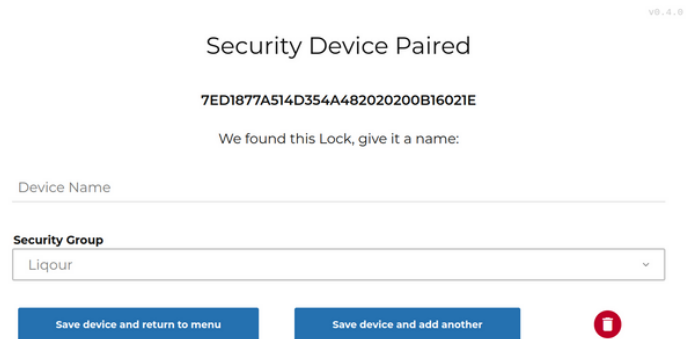 v0.4.0
Security Device Paired
7ED1877A514D354A482020200B16021E
We found this Lock, give it a name:
Device Name
Security Group
Liqour
Save device and return to menu
Save device and add another